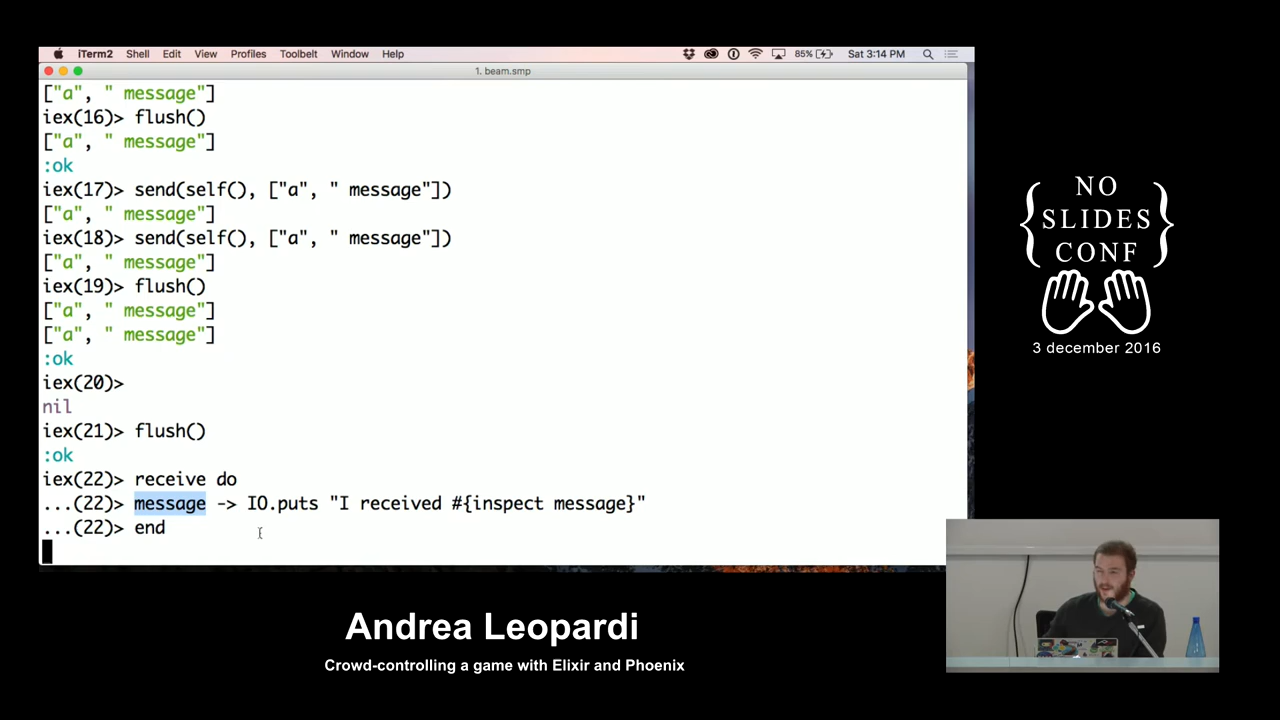 iTerm2 Shell Edit View Profiles Toolbelt Window Help 85% Sat 3:14 PM
1. beam.smp
["a", " message"]
iex(16)> flush()
["a", " message"]
:ok
iex(17)> send(self(), ["a", " message"])
["a", " message"]
iex(18)> send(self(), ["a", " message"])
["a", " message"]
iex(19)> flush()
["a", " message"]
["a", " message"]
:ok
iex(20)>
nil
iex(21)> flush()
:ok
iex(22)> receive do
...(22)> message -> IO.puts "I received #{inspect message}"
...(22)> end
{ NO
SLIDES
CONF }
3 december 2016
Andrea Leopardi
Crowd-controlling a game with Elixir and Phoenix